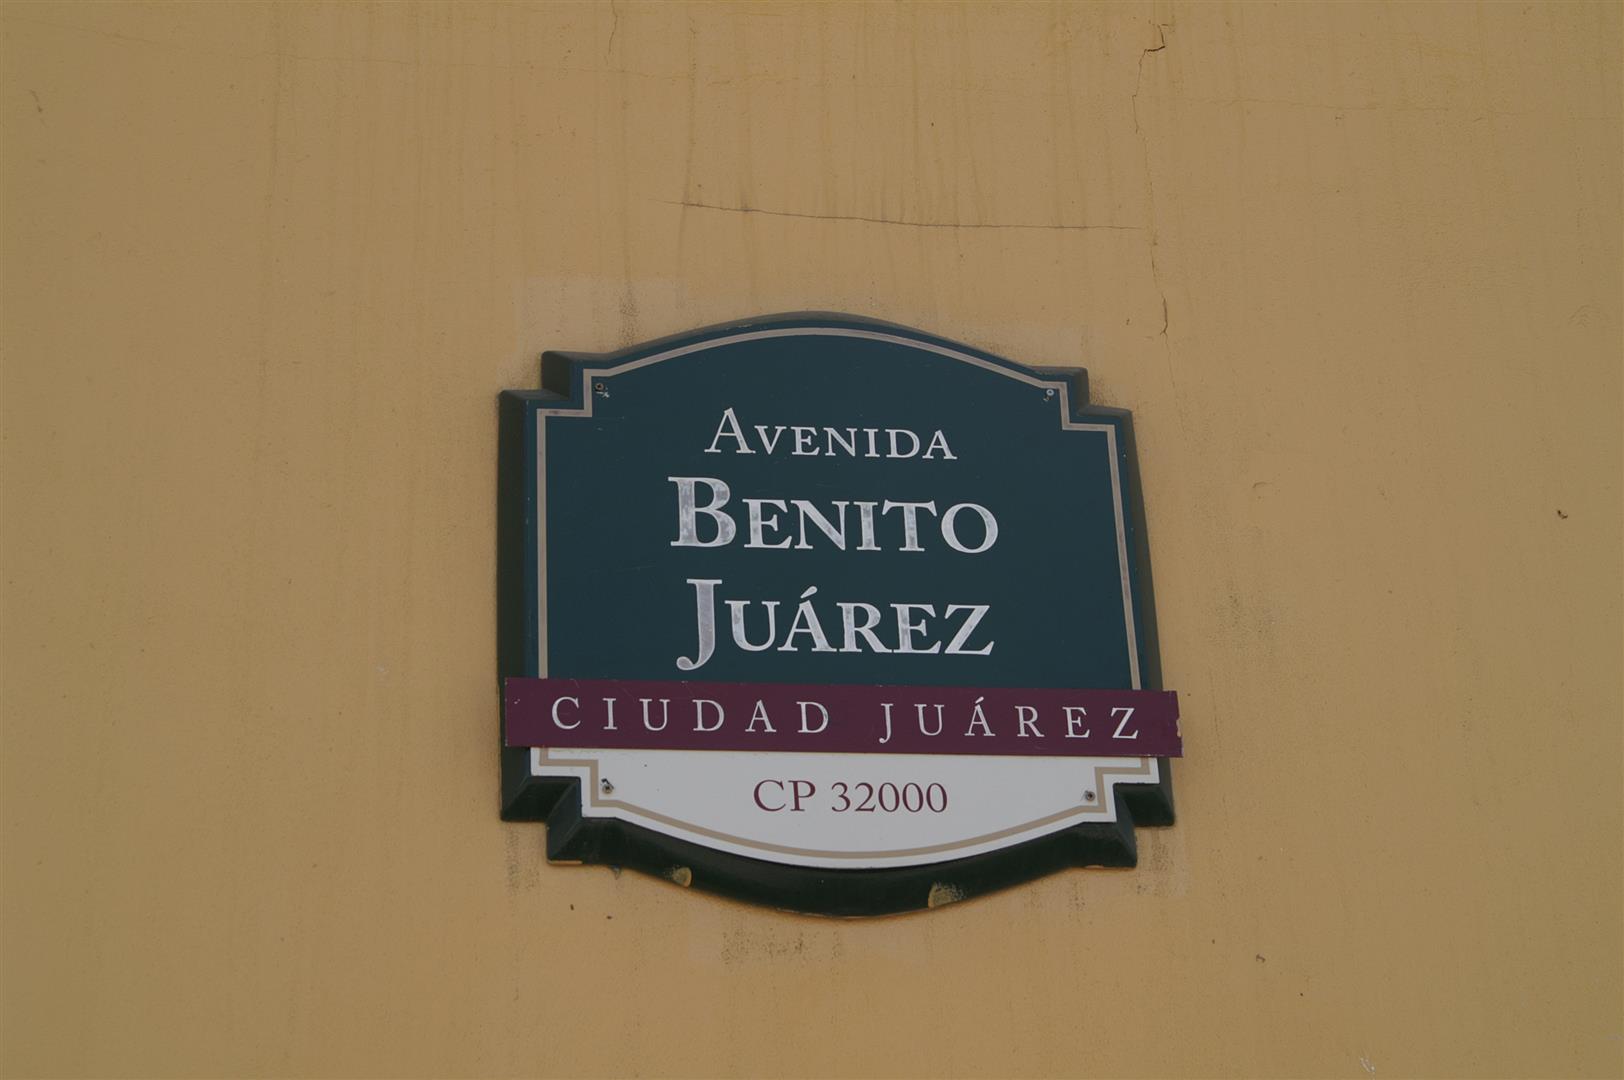 AVENIDA
BENITO
JUÁREZ
CIUDAD JUÁREZ
CP 32000